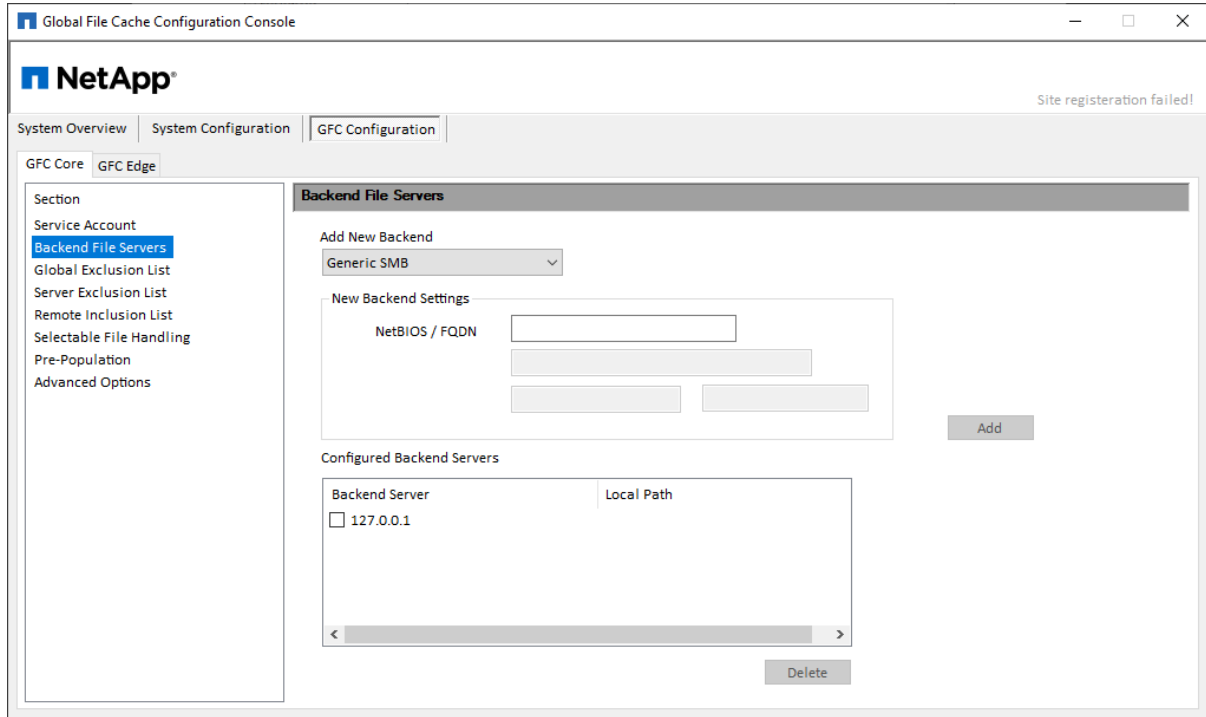 Global File Cache Configuration Console
NetApp®
Site registeration failed!
System Overview
System Configuration
GFC Configuration
GFC Core
GFC Edge
Section
Service Account
Backend File Servers
Global Exclusion List
Server Exclusion List
Remote Inclusion List
Selectable File Handling
Pre-Population
Advanced Options
Backend File Servers
Add New Backend
Generic SMB
New Backend Settings
NetBIOS / FQDN
Add
Configured Backend Servers
Backend Server
Local Path
127.0.0.1
Delete